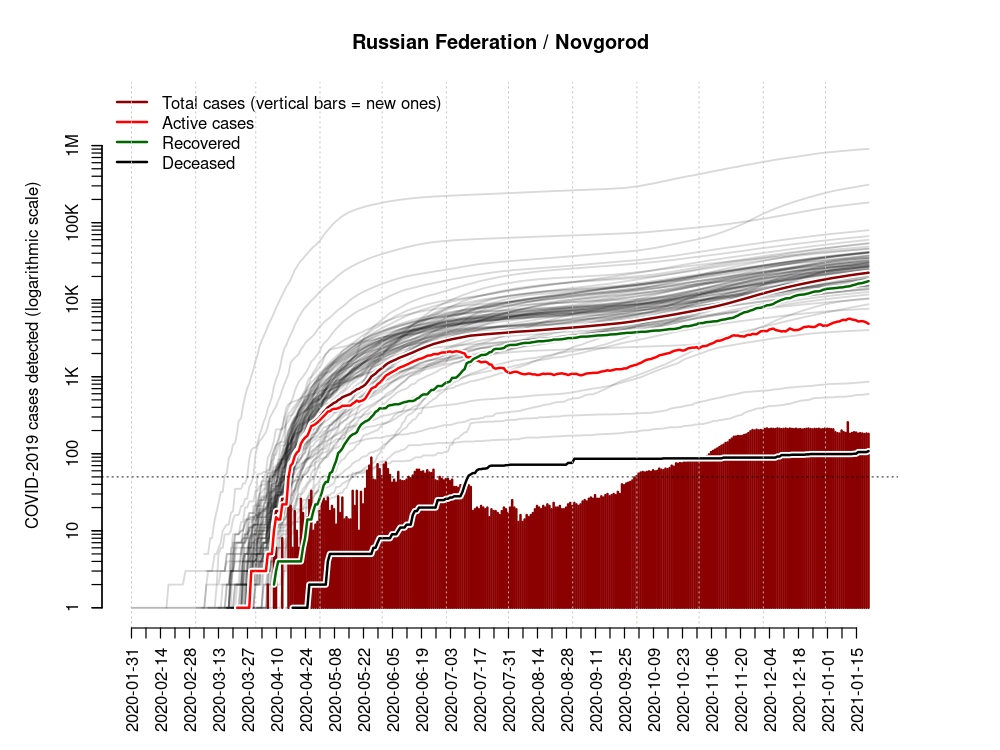 Russian Federation / Novgorod
Total cases (vertical bars = new ones)
Active cases
Recovered
Deceased
COVID-2019 cases detected (logarithmic scale)
1M
100K
10K
1K
100
10
1
2020-01-31
2020-02-14
2020-02-28
2020-03-13
2020-03-27
2020-04-10
2020-04-24
2020-05-08
2020-05-22
2020-06-05
2020-06-19
2020-07-03
2020-07-17
2020-07-31
2020-08-14
2020-08-28
2020-09-11
2020-09-25
2020-10-09
2020-10-23
2020-11-06
2020-11-20
2020-12-04
2020-12-18
2021-01-01
2021-01-15